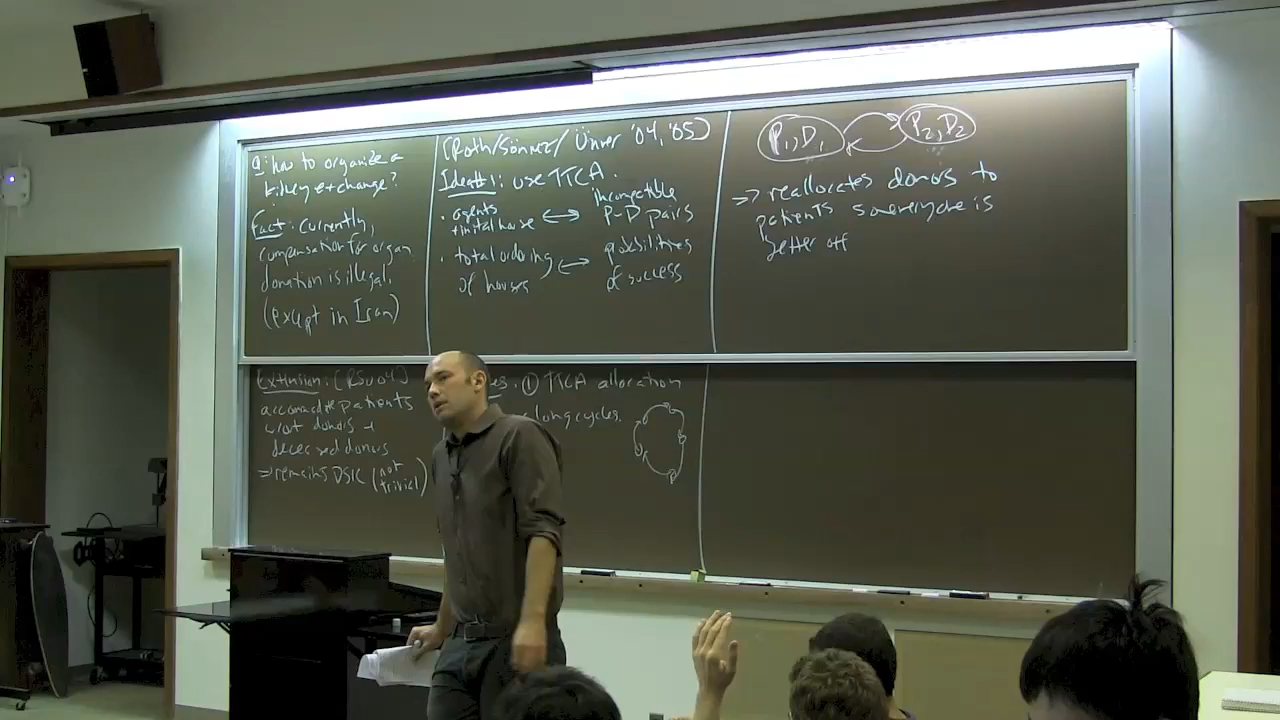 Q: how to organize a
kidney exchange?
Fact: currently,
compensation for organ
donation is illegal.
(except in Iran)
[Roth/Sönmez/Ünver '04, '05]
Idea #1: use TTCA.
• agents + initial house ↔ incompatible P-D pairs
• total ordering of houses ↔ probabilities of success
P1, D1 P2, D2
=> reallocates donors to
patients so everyone is
better off
Extension: [RSU 04]
accomodate patients
w/out donors +
deceased donors
=> remains DSIC (not trivial)
① TTCA allocation
long cycles.